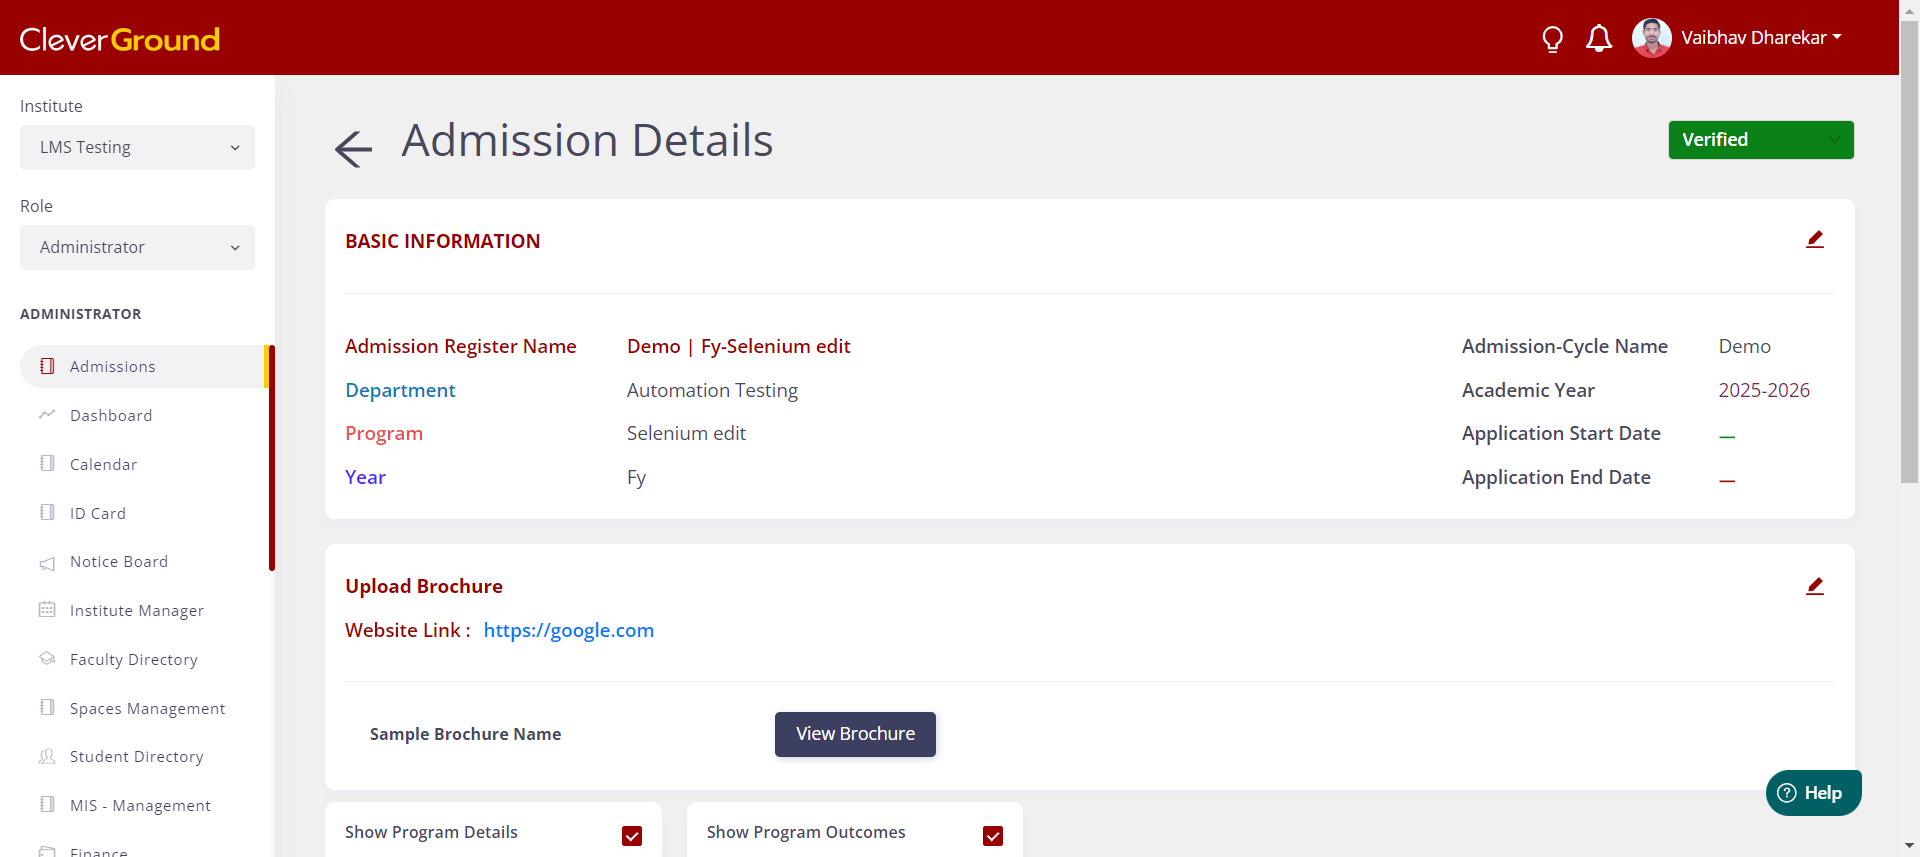 CleverGround
Vaibhav Dharekar
Institute
LMS Testing
Role
Administrator
ADMINISTRATOR
Admissions
Dashboard
Calendar
ID Card
Notice Board
Institute Manager
Faculty Directory
Spaces Management
Student Directory
MIS - Management
Finance
Admission Details
Verified
BASIC INFORMATION
Admission Register Name Demo | Fy-Selenium edit
Department Automation Testing
Program Selenium edit
Year Fy
Admission-Cycle Name Demo
Academic Year 2025-2026
Application Start Date —
Application End Date —
Upload Brochure
Website Link : https://google.com
Sample Brochure Name View Brochure
Show Program Details
Show Program Outcomes
Help